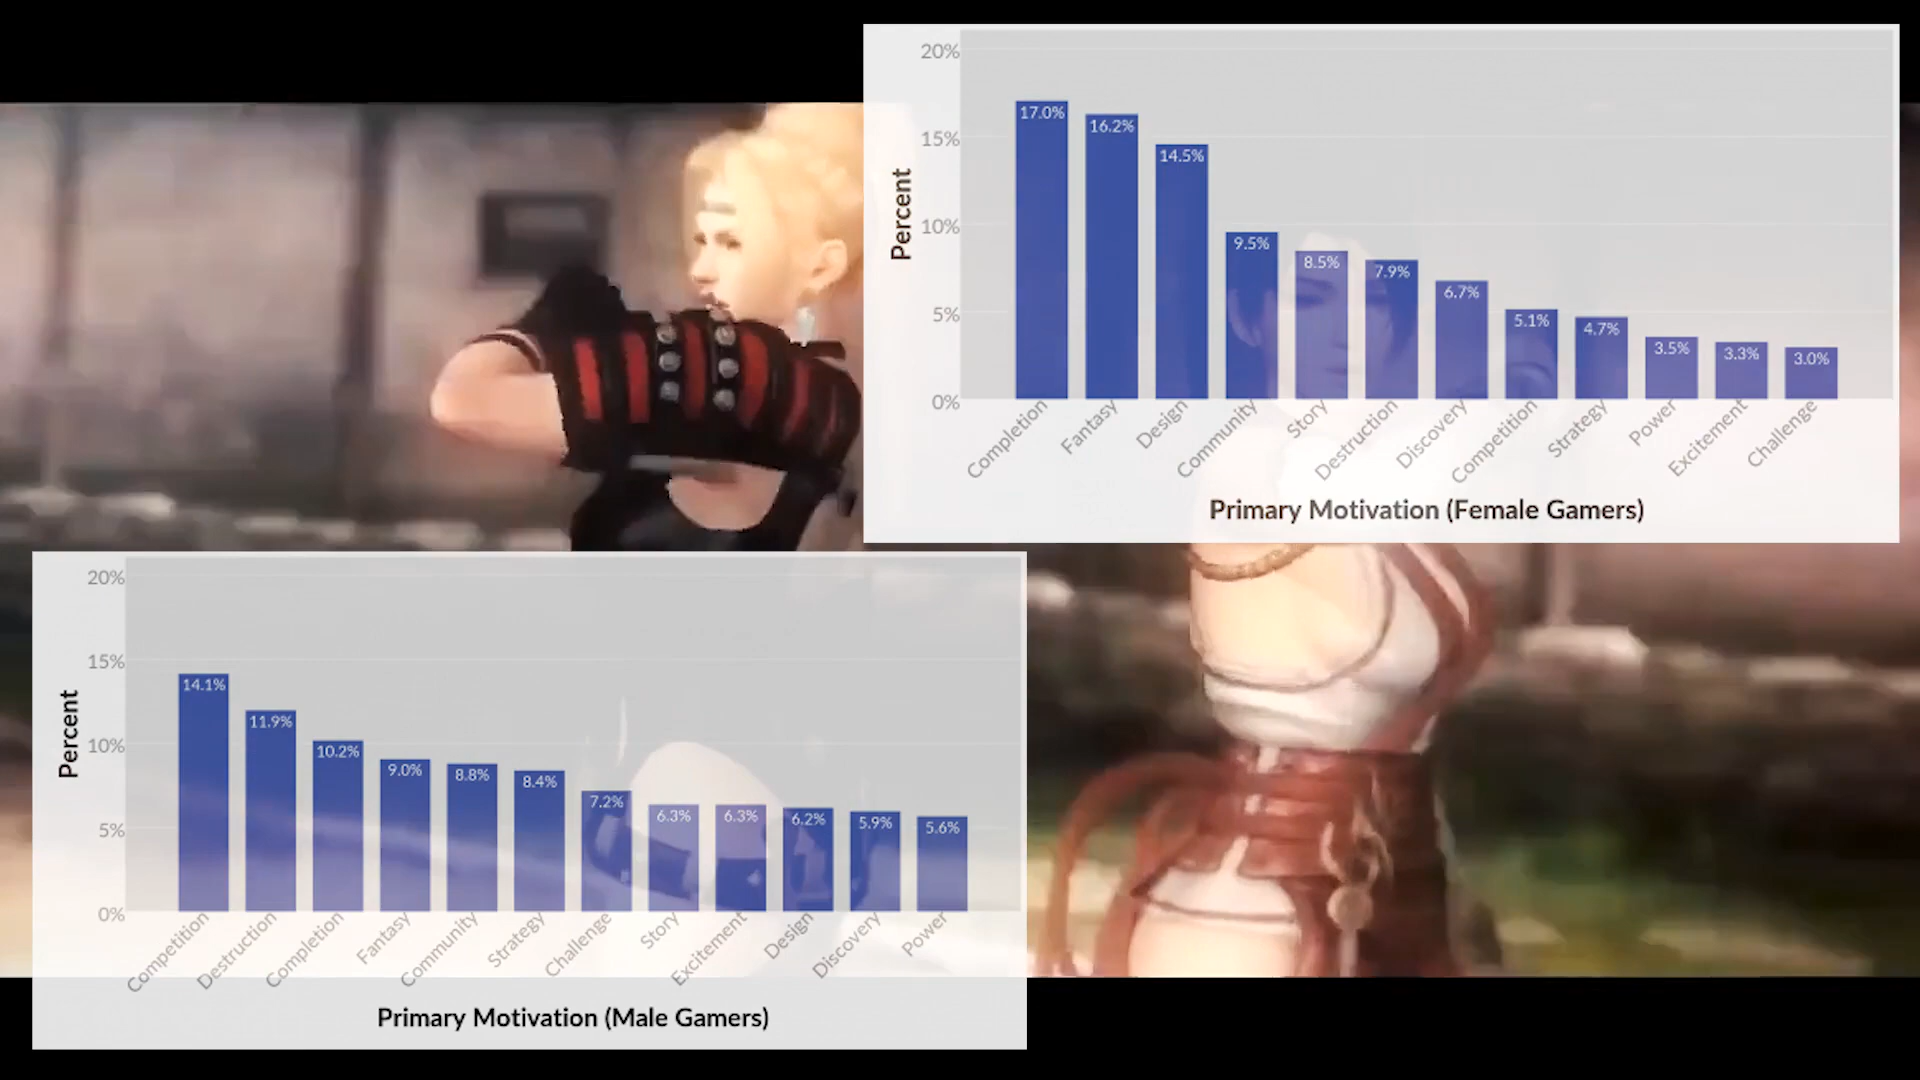 20%
15%
10%
5%
0%
Percent
17.0%
16.2%
14.5%
9.5%
8.5%
7.9%
6.7%
5.1%
4.7%
3.5%
3.3%
3.0%
Completion
Fantasy
Design
Community
Story
Destruction
Discovery
Competition
Strategy
Power
Excitement
Challenge
Primary Motivation (Female Gamers)
20%
15%
10%
5%
0%
Percent
14.1%
11.9%
10.2%
9.0%
8.8%
8.4%
7.2%
6.3%
6.3%
6.2%
5.9%
5.6%
Competition
Destruction
Completion
Fantasy
Community
Strategy
Challenge
Story
Excitement
Design
Discovery
Power
Primary Motivation (Male Gamers)